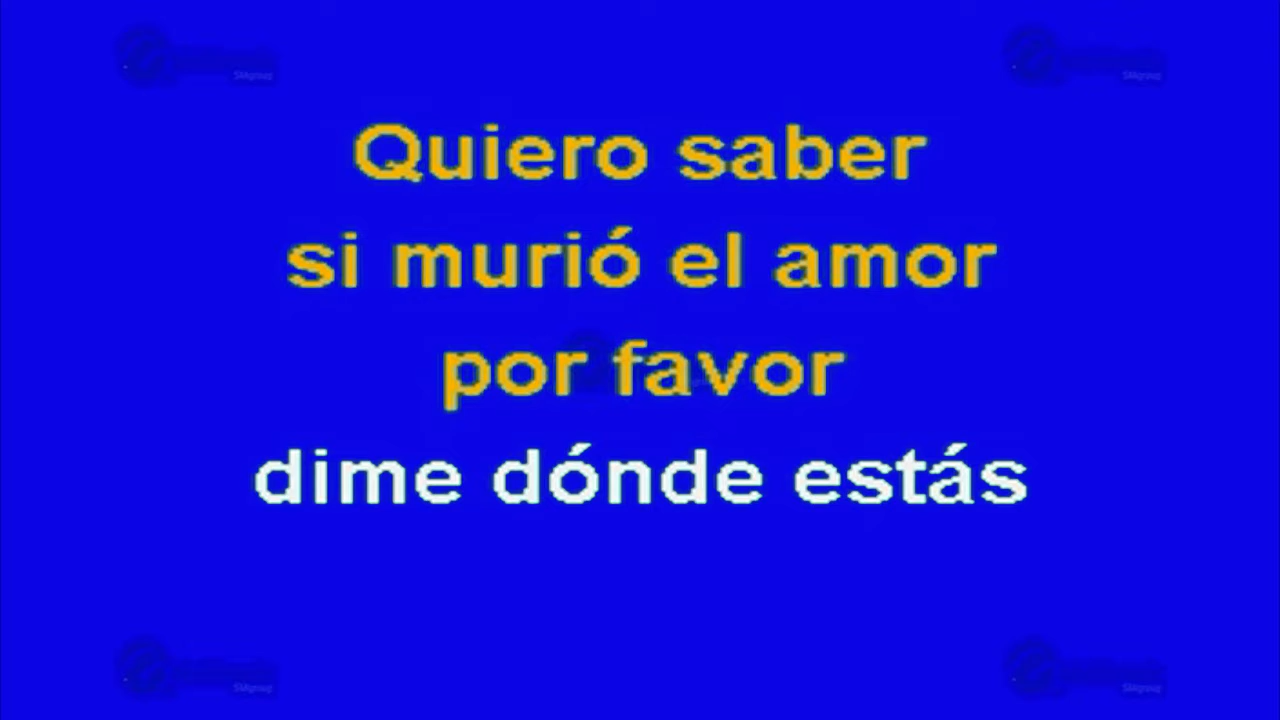 Quiero saber
si murió el amor
por favor
dime dónde estás